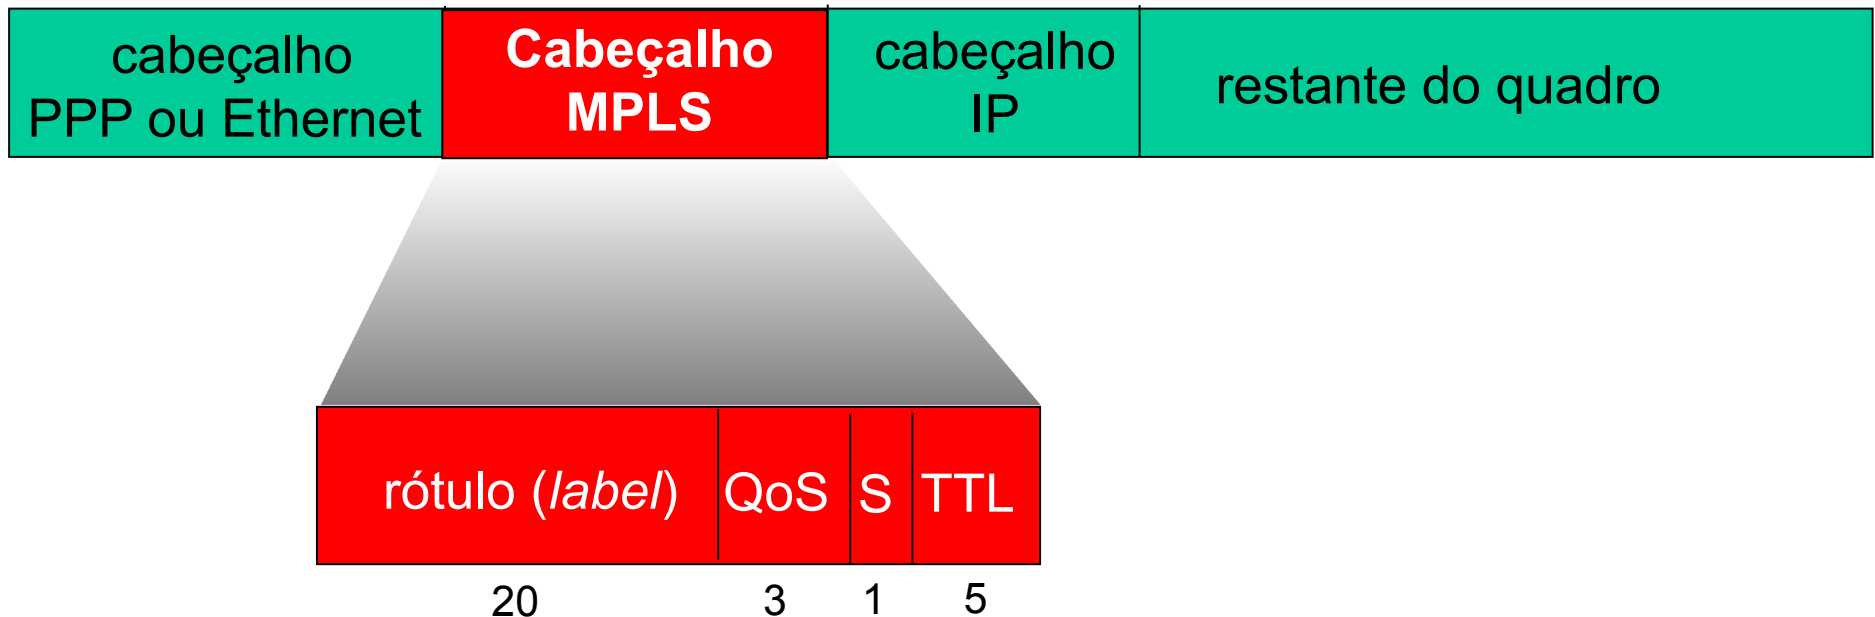 cabeçalho
PPP ou Ethernet
Cabeçalho
MPLS
cabeçalho
IP
restante do quadro
rótulo (label)
QoS
S
TTL
20
3
1
5